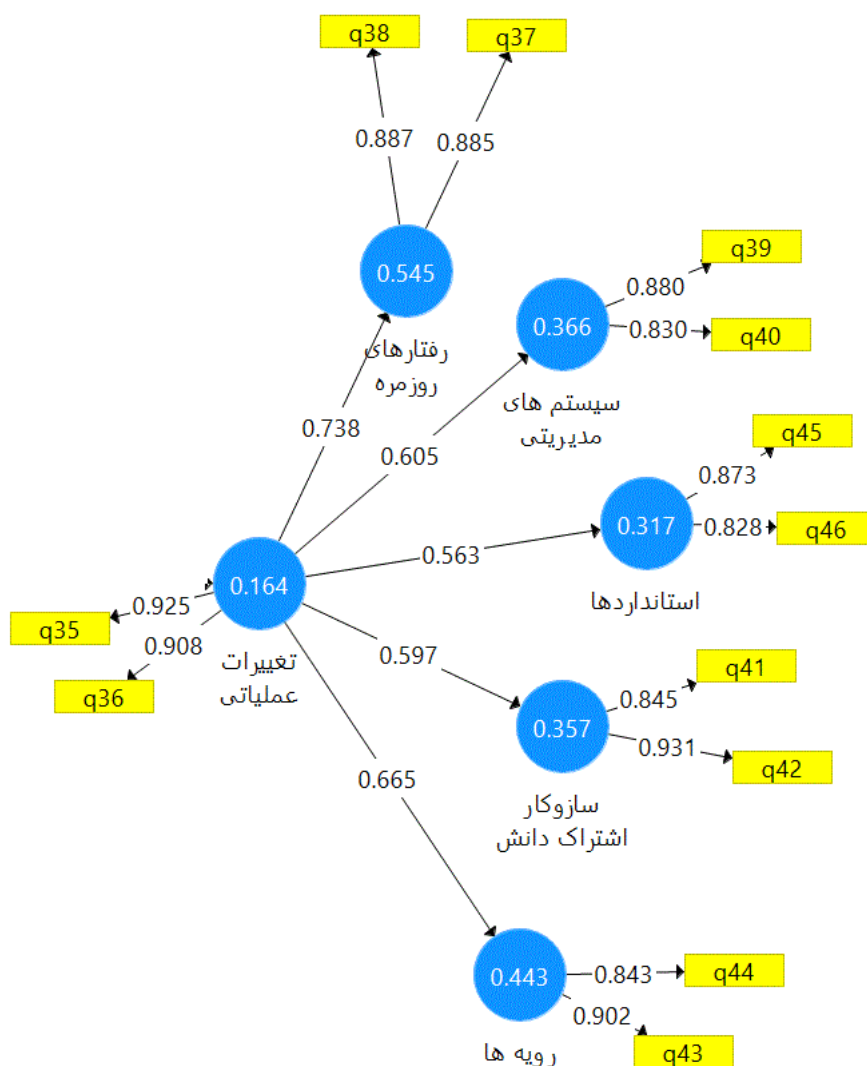 q38
q37
0.887
0.885
q39
0.545
0.880
0.366
0.830
q40
رفتارهای
روزمره
سیستم های
مدیریتی
0.738
0.605
q45
0.873
0.317
0.828
q46
0.563
0.164
0.925
q35
0.908
q36
استانداردها
تغییرات
عملیاتی
0.597
q41
0.845
0.357
0.931
q42
0.665
سازوکار
اشتراک دانش
0.443
0.843
q44
0.902
q43
رویه ها